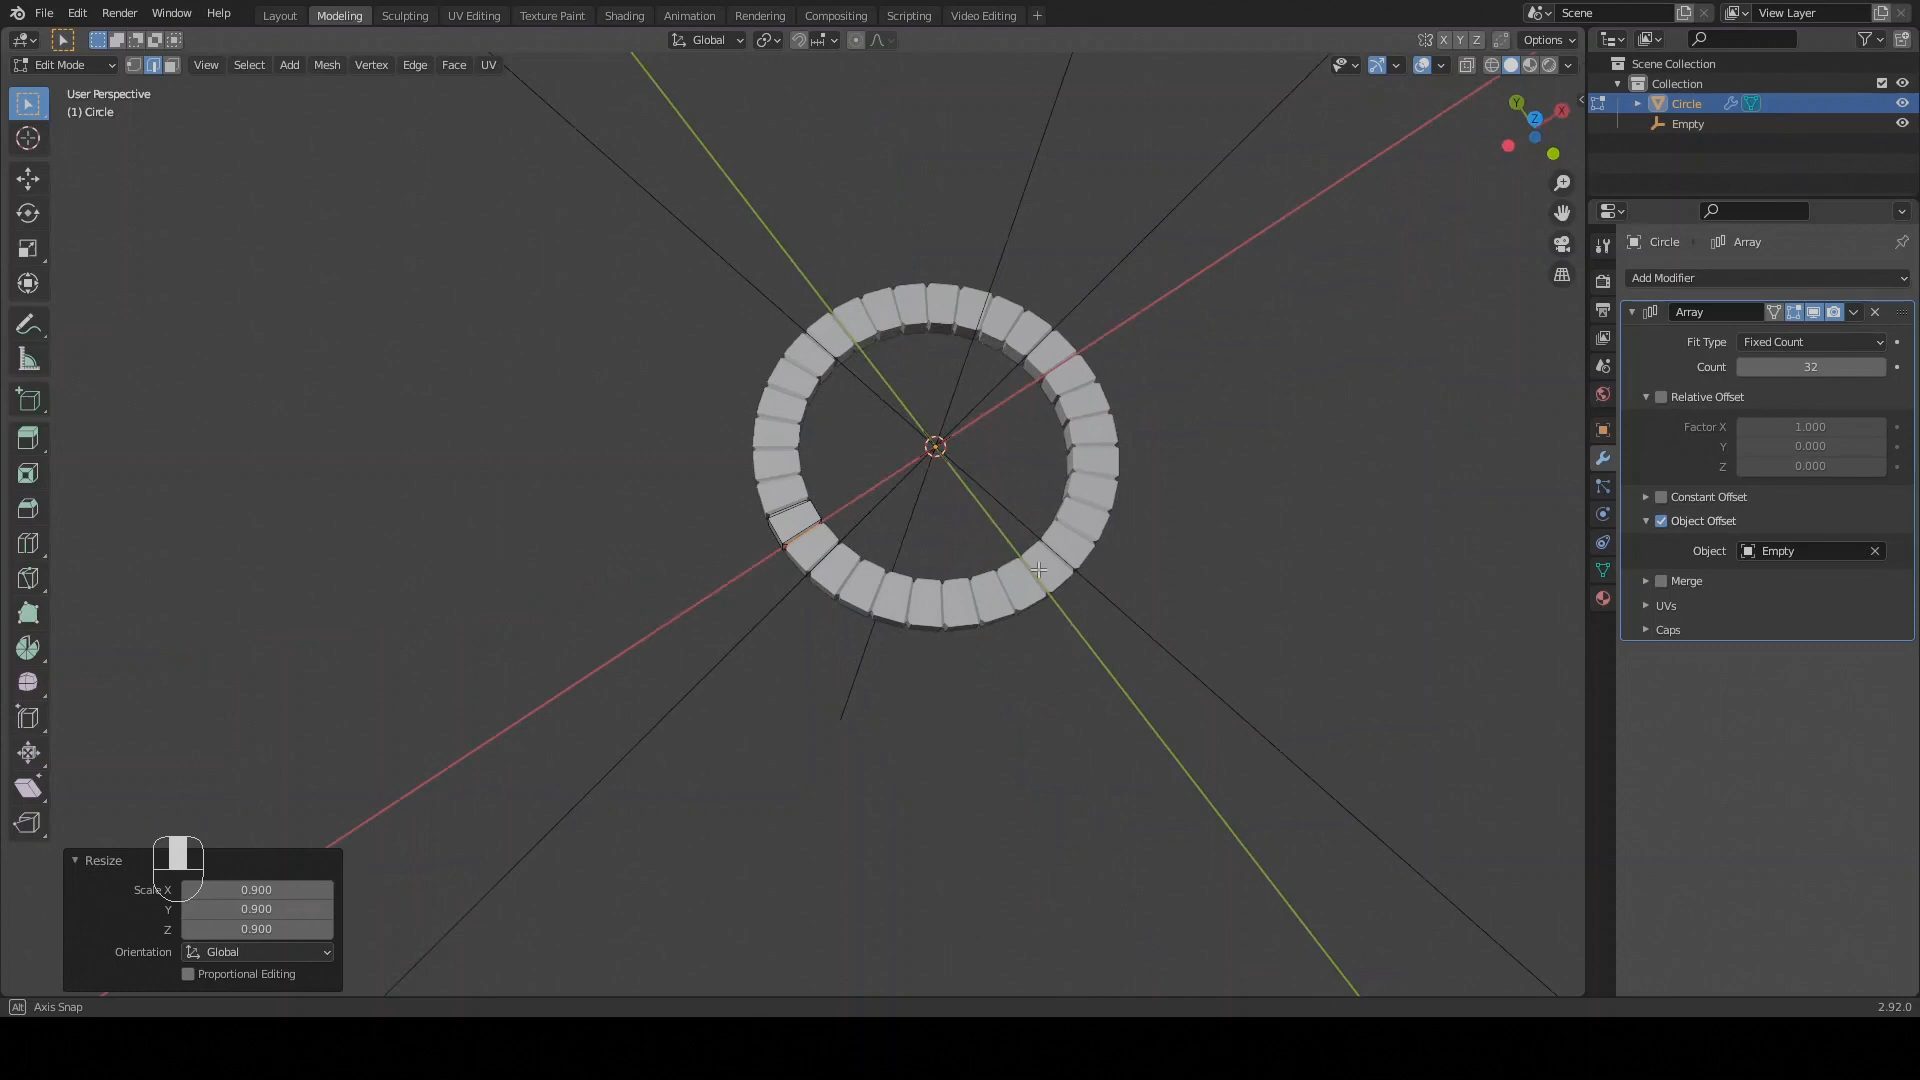 File Edit Render Window Help Layout Modeling Sculpting UV Editing Texture Paint Shading Animation Rendering Compositing Scripting Video Editing + Scene View Layer
Global X Y Z Options
Edit Mode View Select Add Mesh Vertex Edge Face UV
User Perspective
(1) Circle
Y X Z
Scene Collection
Collection
Circle
Empty
Circle Array
Add Modifier
Array
Fit Type Fixed Count
Count 32
Relative Offset
Factor X 1.000
Y 0.000
Z 0.000
Constant Offset
Object Offset
Object Empty
Merge
UVs
Caps
Resize
Scale X 0.900
Y 0.900
Z 0.900
Orientation Global
Proportional Editing
Alt Axis Snap 2.92.0